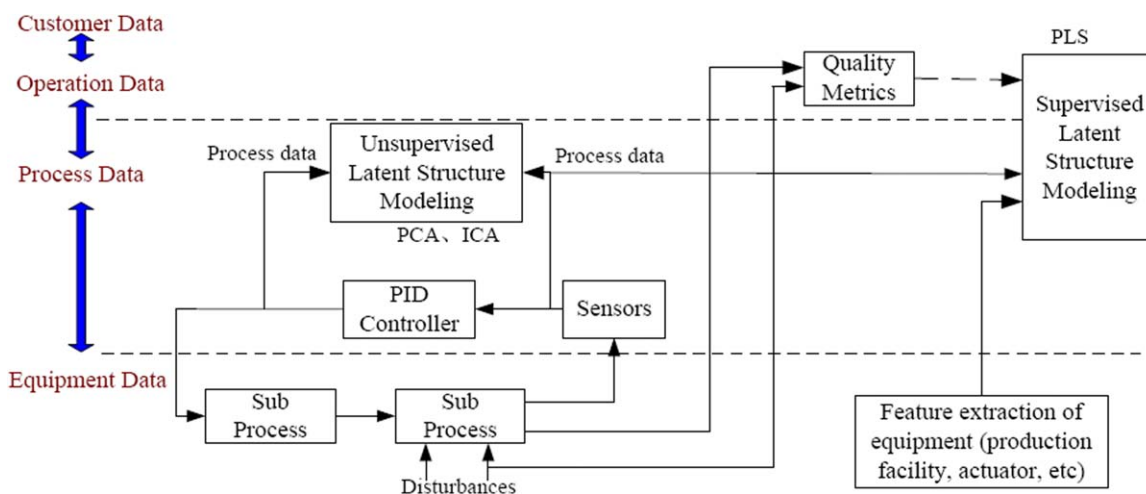 Customer Data
Operation Data
Process Data
Equipment Data
PLS
Quality
Metrics
Supervised
Latent
Structure
Modeling
Process data
Unsupervised
Latent Structure
Modeling
Process data
PCA、ICA
PID
Controller
Sensors
Sub
Process
Sub
Process
Disturbances
Feature extraction of
equipment (production
facility, actuator, etc)